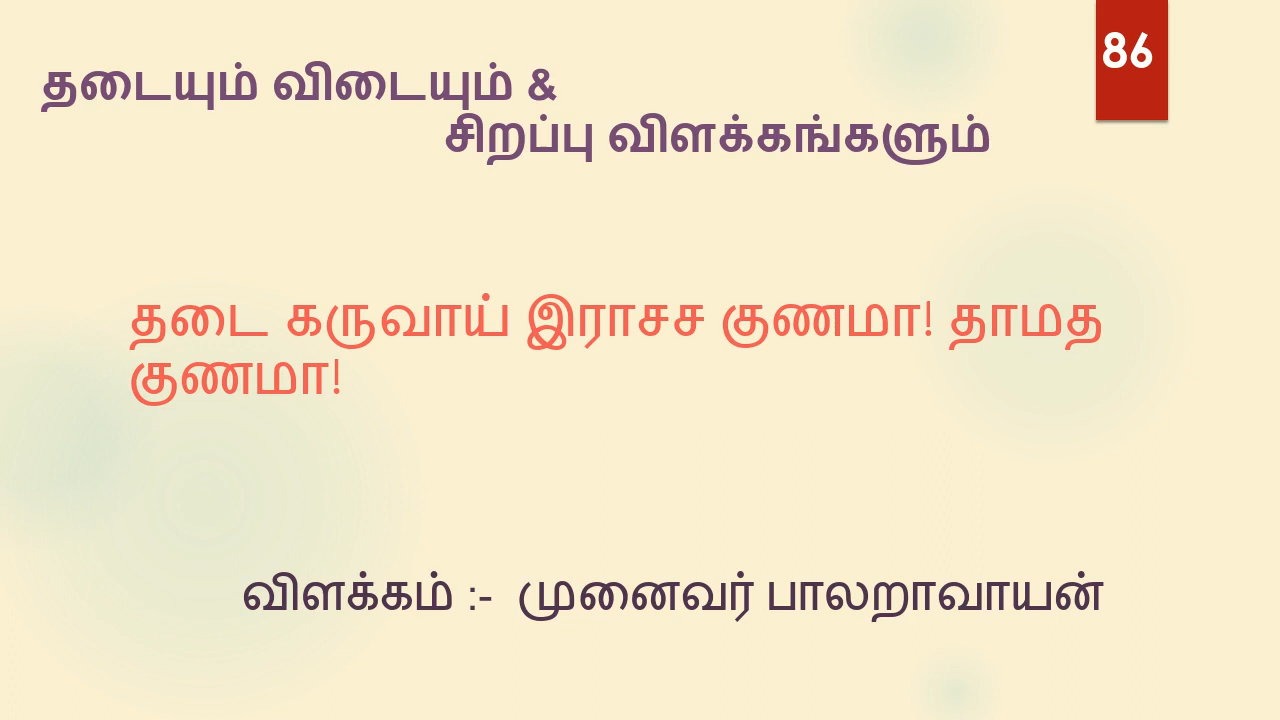 86
தடையும் விடையும் &
சிறப்பு விளக்கங்களும்
தடை கருவாய் இராசச குணமா! தாமத
குணமா!
விளக்கம் :- முனைவர் பாலறாவாயன்